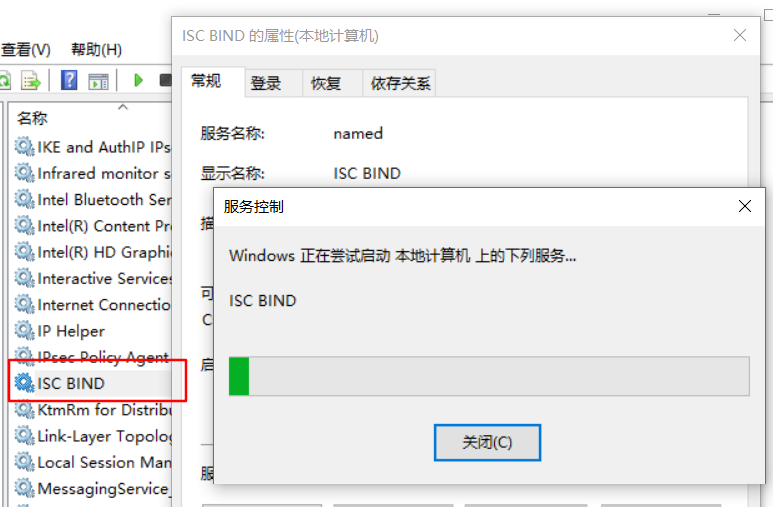 ISC BIND 的属性(本地计算机)
查看(V) 帮助(H)
常规 登录 恢复 依存关系
名称
服务名称: named
显示名称: ISC BIND
IKE and AuthIP IPs
Infrared monitor s
Intel Bluetooth Ser
Intel(R) Content Pr
Intel(R) HD Graphi
Interactive Services
Internet Connectio
IP Helper
IPsec Policy Agent
ISC BIND
KtmRm for Distribu
Link-Layer Topolog
Local Session Man
MessagingService_
服务控制
Windows 正在尝试启动 本地计算机 上的下列服务...
ISC BIND
关闭(C)